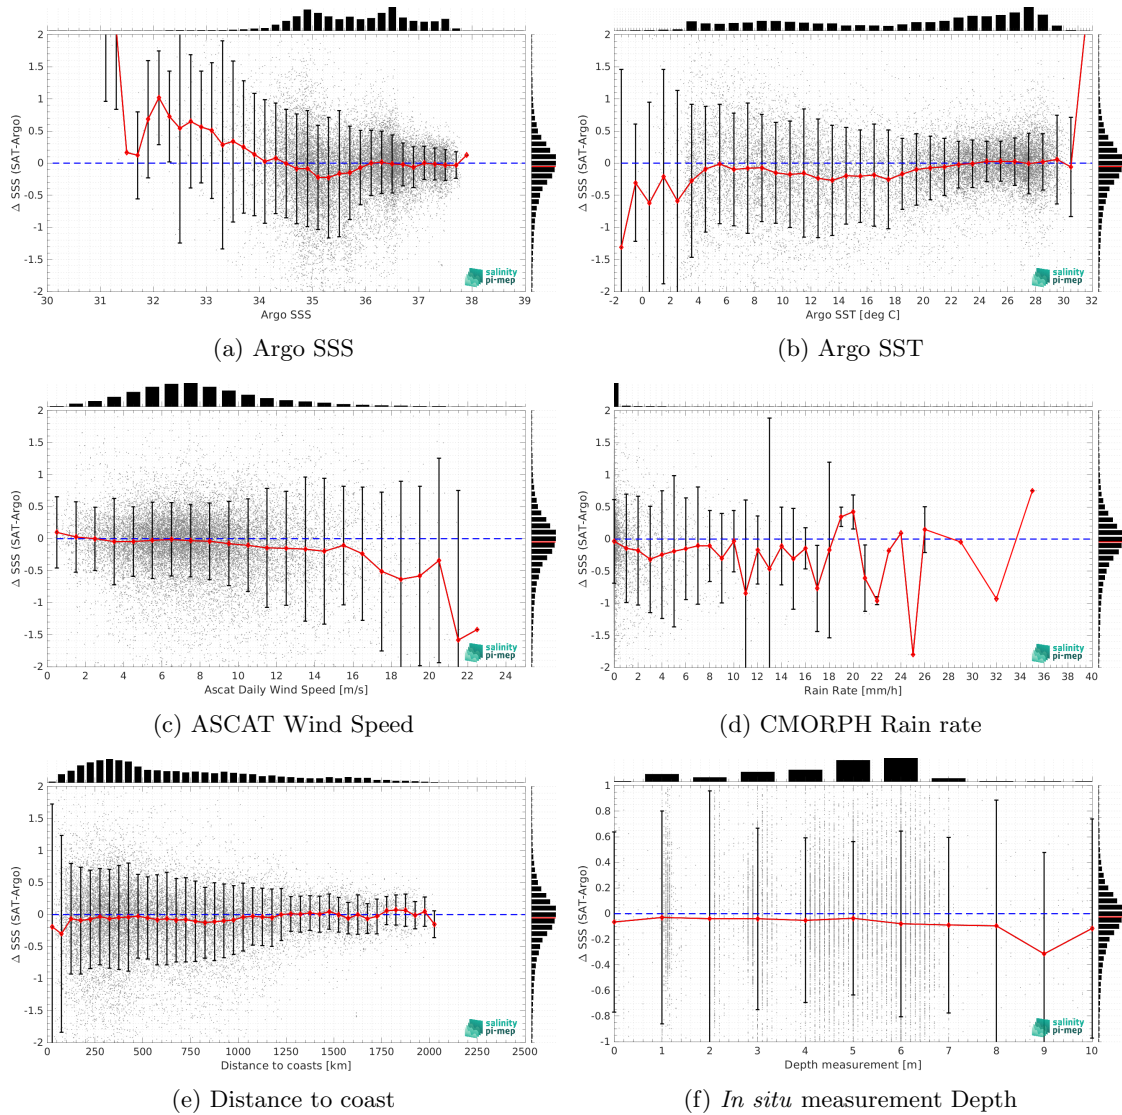 2
1.5
1
0.5
0
-0.5
-1
-1.5
-2
Δ SSS (SAT-Argo)
30 31 32 33 34 35 36 37 38 39
Argo SSS
salinity
pi-mep
(a) Argo SSS
2
1.5
1
0.5
0
-0.5
-1
-1.5
-2
Δ SSS (SAT-Argo)
-2 0 2 4 6 8 10 12 14 16 18 20 22 24 26 28 30 32
Argo SST [deg C]
salinity
pi-mep
(b) Argo SST
2
1.5
1
0.5
0
-0.5
-1
-1.5
-2
Δ SSS (SAT-Argo)
0 2 4 6 8 10 12 14 16 18 20 22 24
Ascat Daily Wind Speed [m/s]
salinity
pi-mep
(c) ASCAT Wind Speed
2
1.5
1
0.5
0
-0.5
-1
-1.5
-2
Δ SSS (SAT-Argo)
0 2 4 6 8 10 12 14 16 18 20 22 24 26 28 30 32 34 36 38 40
Rain Rate [mm/h]
salinity
pi-mep
(d) CMORPH Rain rate
2
1.5
1
0.5
0
-0.5
-1
-1.5
-2
Δ SSS (SAT-Argo)
0 250 500 750 1000 1250 1500 1750 2000 2250 2500
Distance to coasts [km]
salinity
pi-mep
(e) Distance to coast
1
0.8
0.6
0.4
0.2
0
-0.2
-0.4
-0.6
-0.8
-1
Δ SSS (SAT-Argo)
0 1 2 3 4 5 6 7 8 9 10
Depth measurement [m]
salinity
pi-mep
(f) In situ measurement Depth